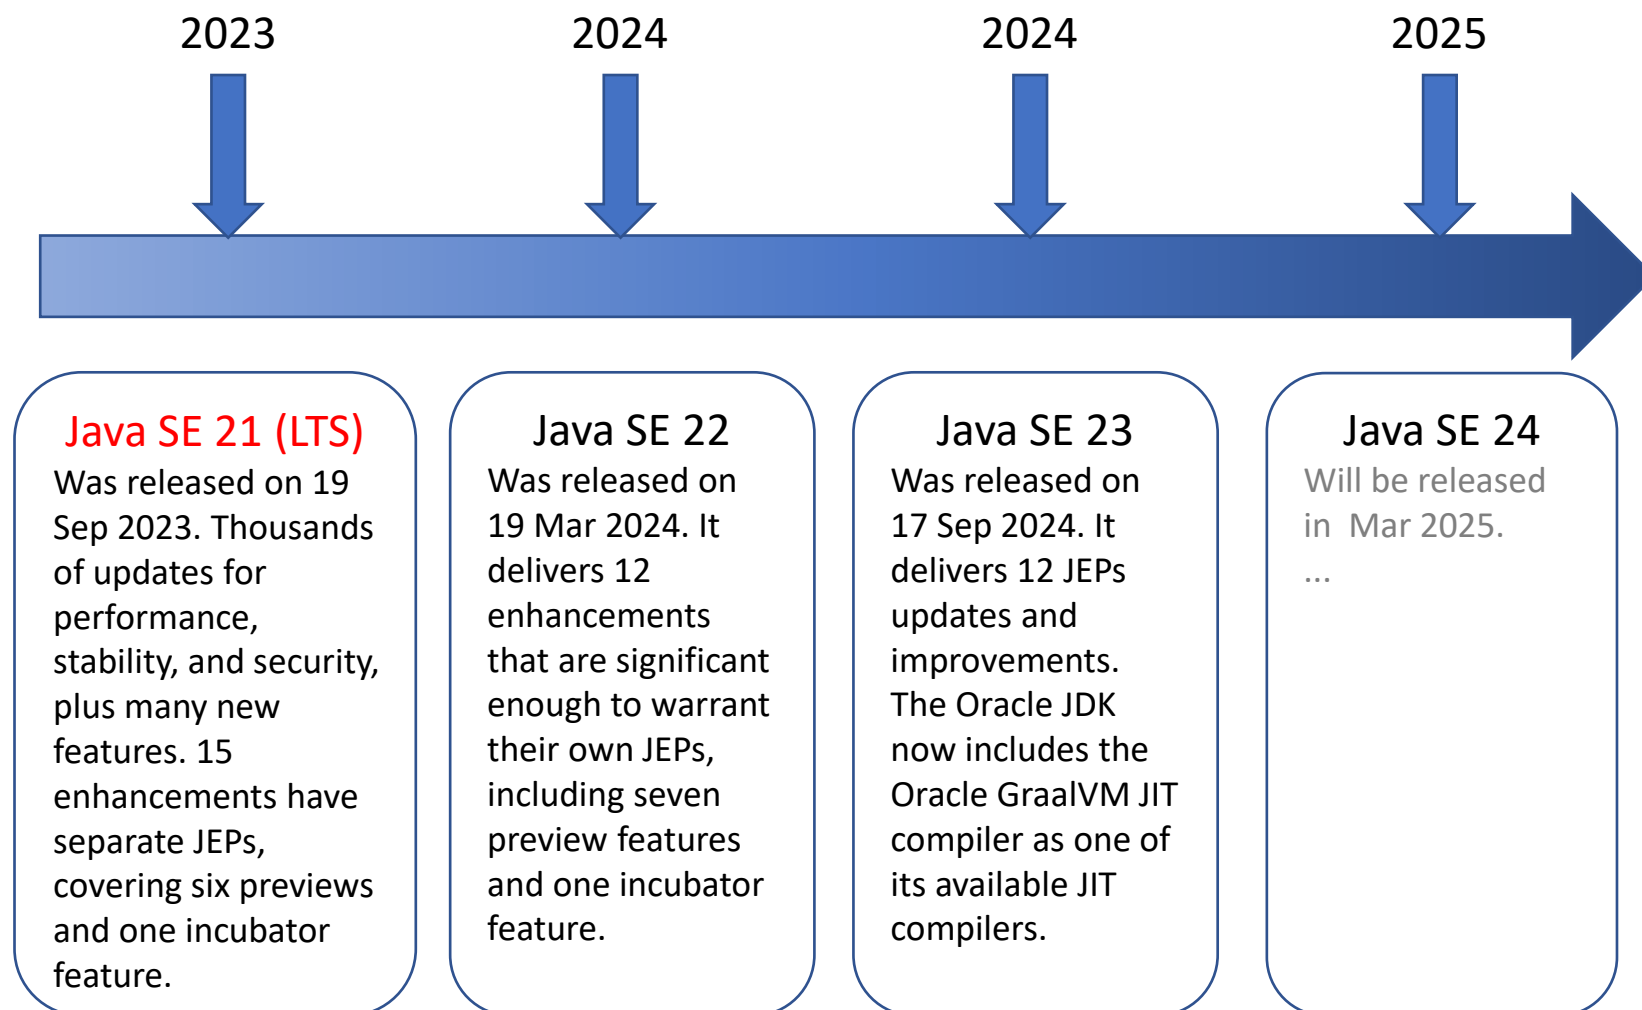 2023
2024
2024
2025
Java SE 21 (LTS)
Was released on 19
Sep 2023. Thousands
of updates for
performance,
stability, and security,
plus many new
features. 15
enhancements have
separate JEPs,
covering six previews
and one incubator
feature.
Java SE 22
Was released on
19 Mar 2024. It
delivers 12
enhancements
that are significant
enough to warrant
their own JEPs,
including seven
preview features
and one incubator
feature.
Java SE 23
Was released on
17 Sep 2024. It
delivers 12 JEPs
updates and
improvements.
The Oracle JDK
now includes the
Oracle GraalVM JIT
compiler as one of
its available JIT
compilers.
Java SE 24
Will be released
in  Mar 2025.
...